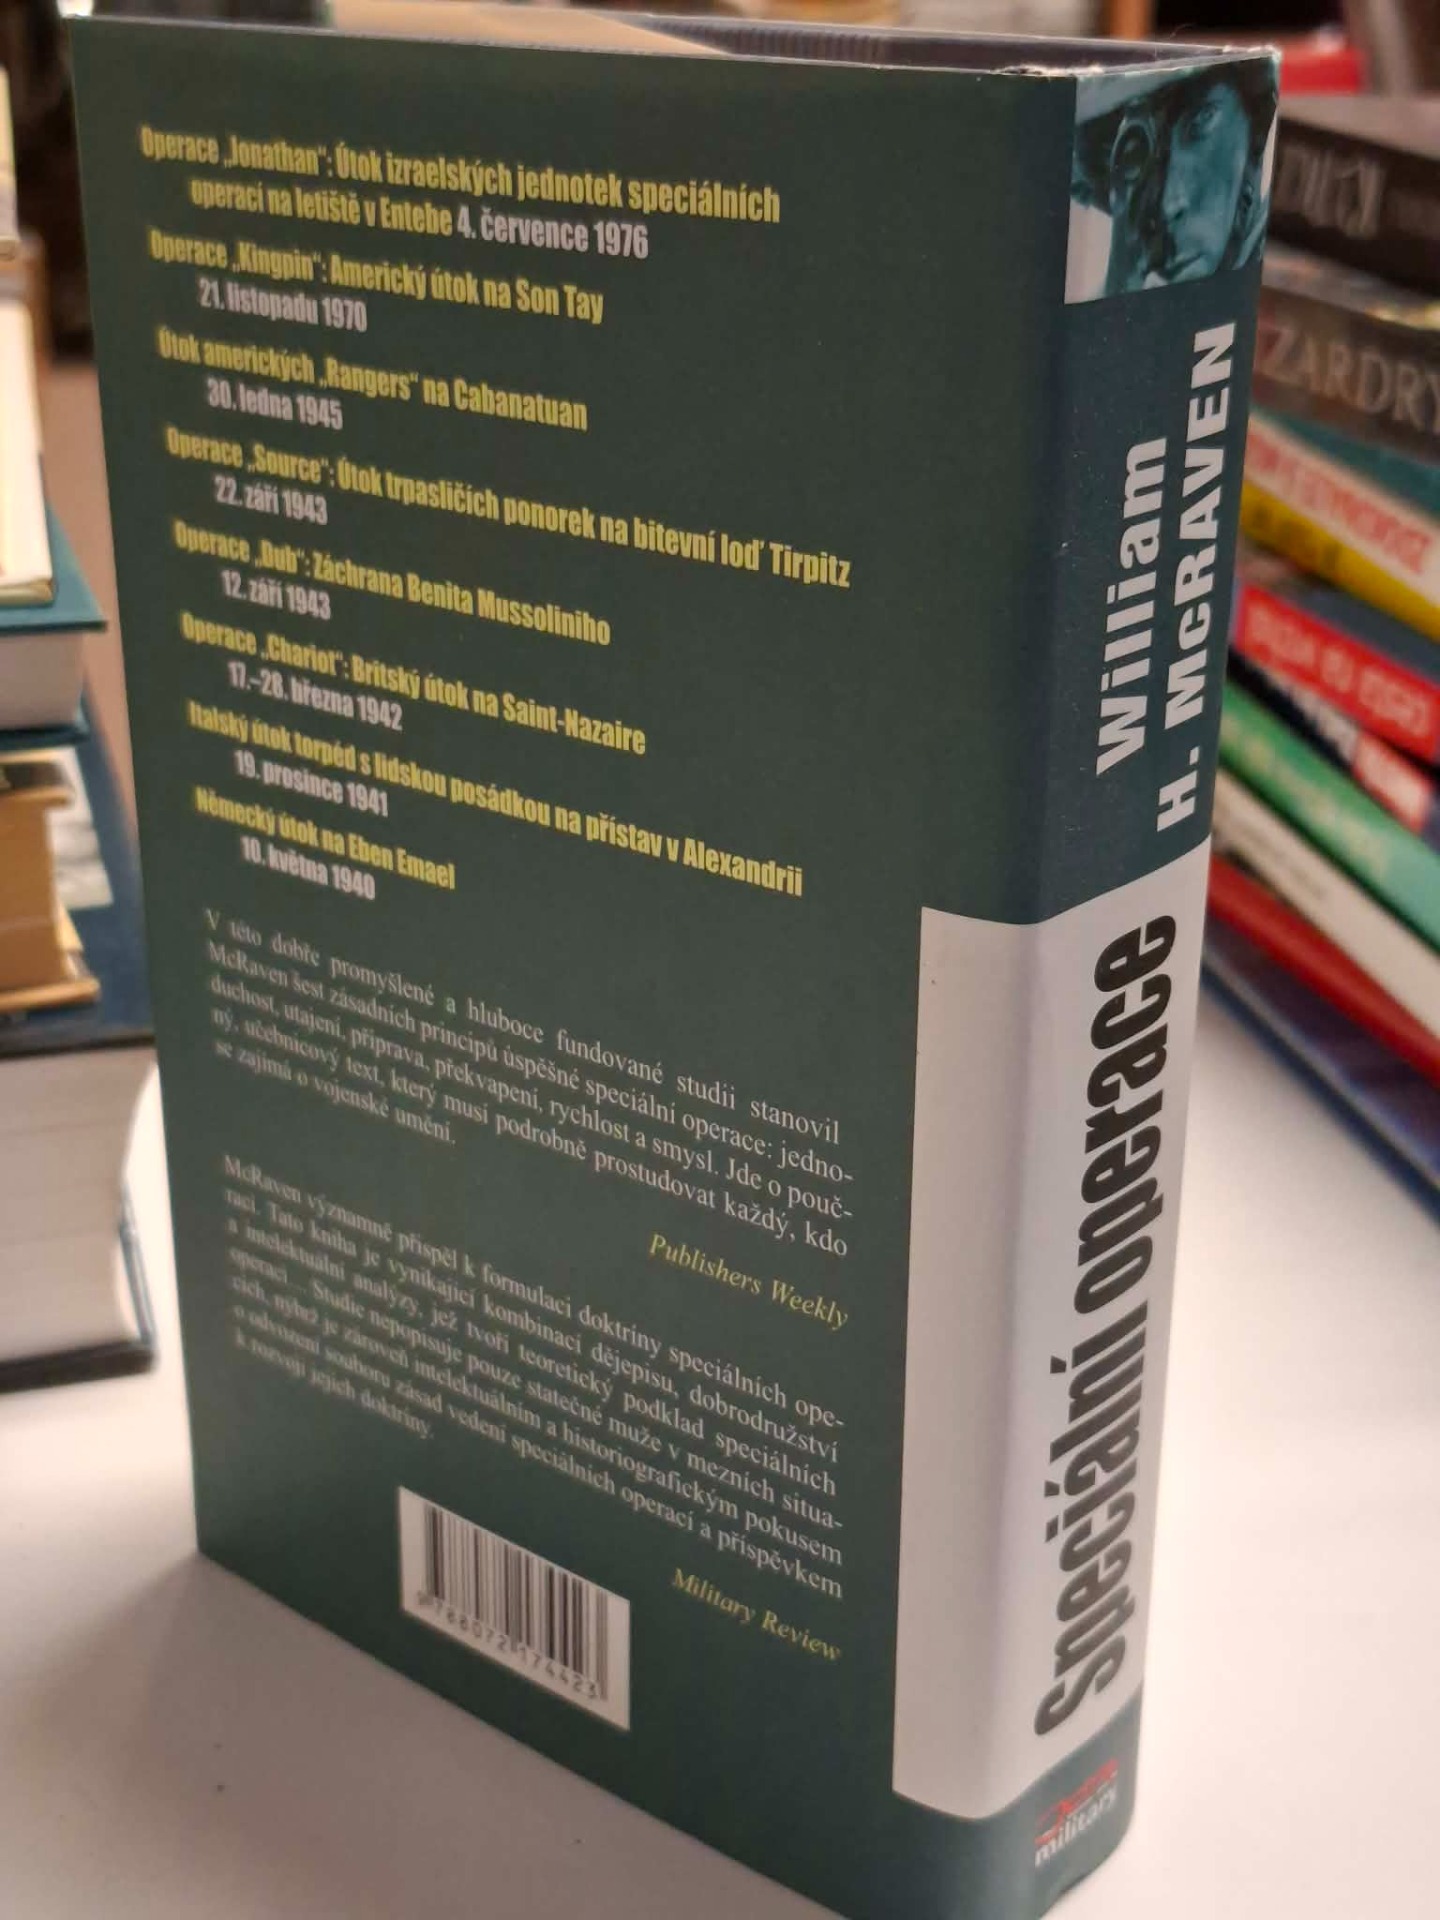 Operace „Jonathan“: Útok izraelských jednotek speciálních
operací na letiště v Entebe 4. července 1976
Operace „Kingpin“: Americký útok na Son Tay
21. listopadu 1970
Útok amerických „Rangers“ na Cabanatuan
30. ledna 1945
Operace „Source“: Útok trpasličích ponorek na bitevní loď Tirpitz
22. září 1943
Operace „Dub“: Záchrana Benita Mussoliniho
12. září 1943
Operace „Chariot“: Britský útok na Saint-Nazaire
17.–28. března 1942
Italský útok torpéd s lidskou posádkou na přístav v Alexandrii
19. prosince 1941
Německý útok na Eben Emael
10. května 1940
V této dobře promyšlené a hluboce fundované studii stanovil
McRaven šest zásadních principů úspěšné speciální operace: jedno-
duchost, utajení, příprava, překvapení, rychlost a smysl. Jde o pouč-
ný, učebnicový text, který musí podrobně prostudovat každý, kdo
se zajímá o vojenské umění.
Publishers Weekly
McRaven významně přispěl k formulaci doktríny speciálních ope-
rací. Tato kniha je vynikající kombinací dějepisu, dobrodružství
a intelektuální analýzy, jež tvoří teoretický podklad speciálních
operací... Studie nepopisuje pouze statečné muže v mezních situa-
cích, nýbrž je zároveň intelektuálním a historiografickým pokusem
o odvození souboru zásad vedení speciálních operací a příspěvkem
k rozvoji jejich doktríny.
Military Review
9788072174423
William
H. McRAVEN
Speciální operace
military
ZARDRY